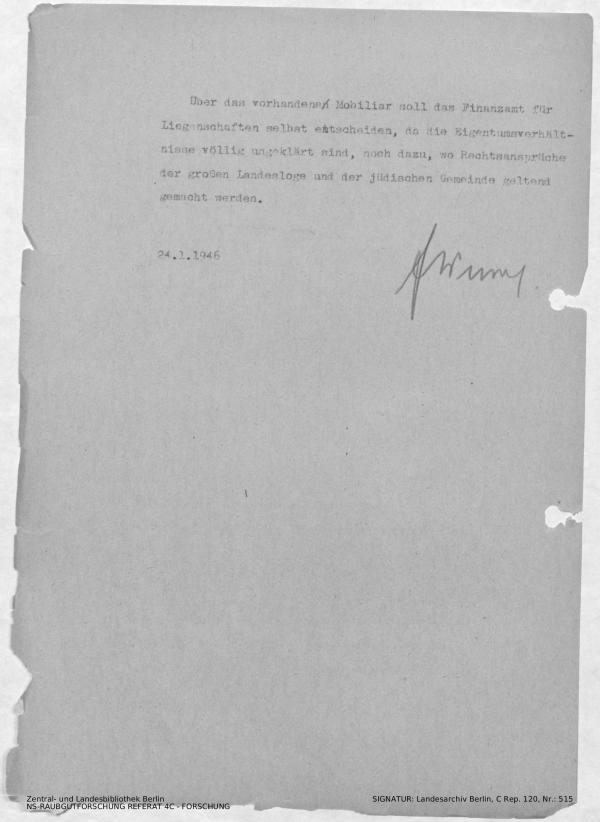 Über das vorhandene Mobiliar soll das Finanzamt für
Liegenschaften selbst entscheiden, da die Eigentumsverhält-
nisse völlig ungeklärt sind, noch dazu, wo Rechtsansprüche
der großen Landesloge und der jüdischen Gemeinde geltend
gemacht werden.
24.1.1946
Zentral- und Landesbibliothek Berlin
NS-RAUBGUTFORSCHUNG REFERAT 4C - FORSCHUNG
SIGNATUR: Landesarchiv Berlin, C Rep. 120, Nr.: 515